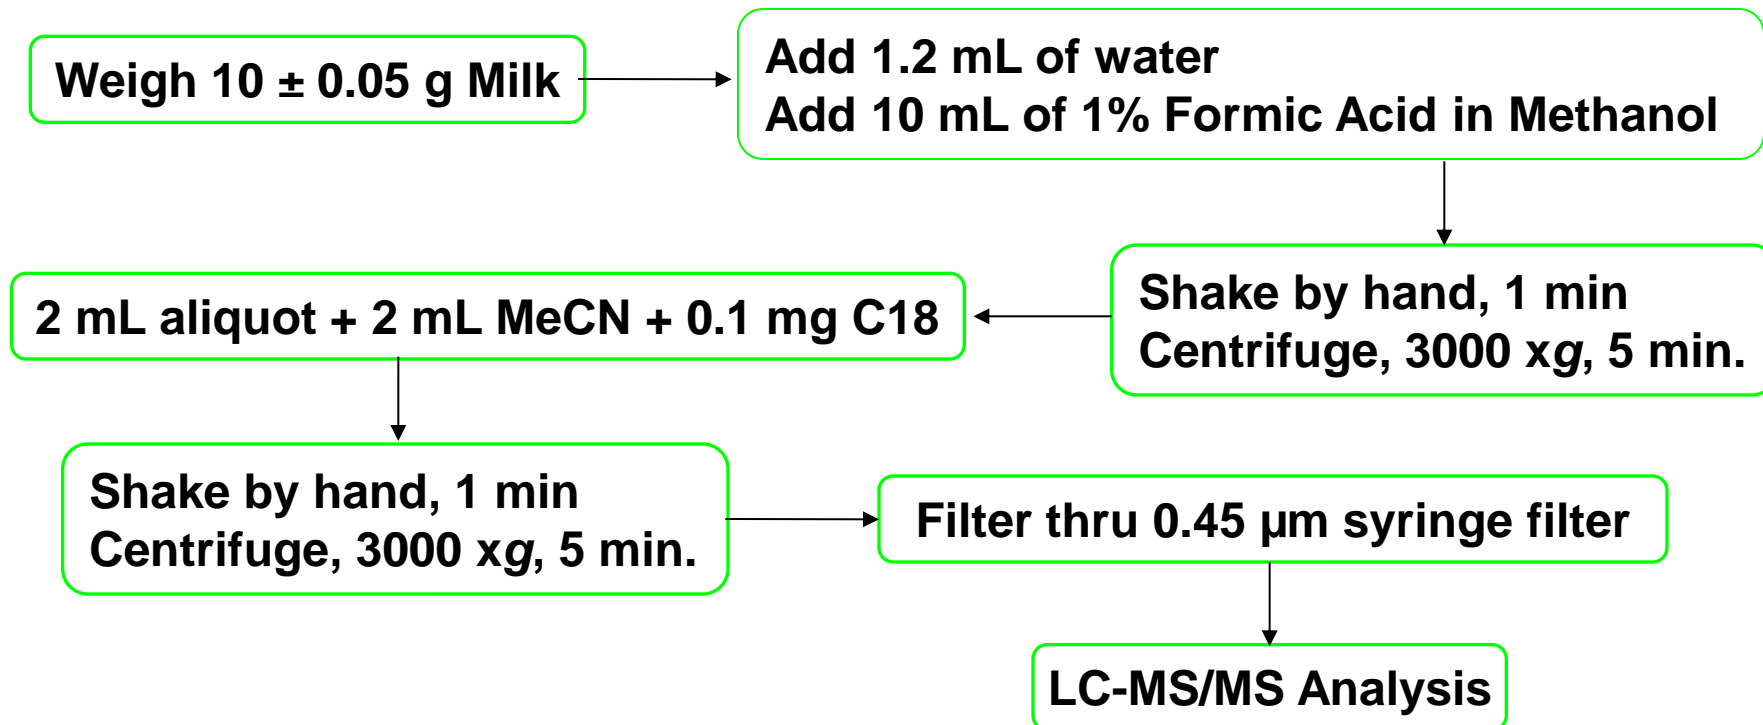 Weigh 10 ± 0.05 g Milk
Add 1.2 mL of water
Add 10 mL of 1% Formic Acid in Methanol
Shake by hand, 1 min
Centrifuge, 3000 xg, 5 min.
2 mL aliquot + 2 mL MeCN + 0.1 mg C18
Shake by hand, 1 min
Centrifuge, 3000 xg, 5 min.
Filter thru 0.45 µm syringe filter
LC-MS/MS Analysis